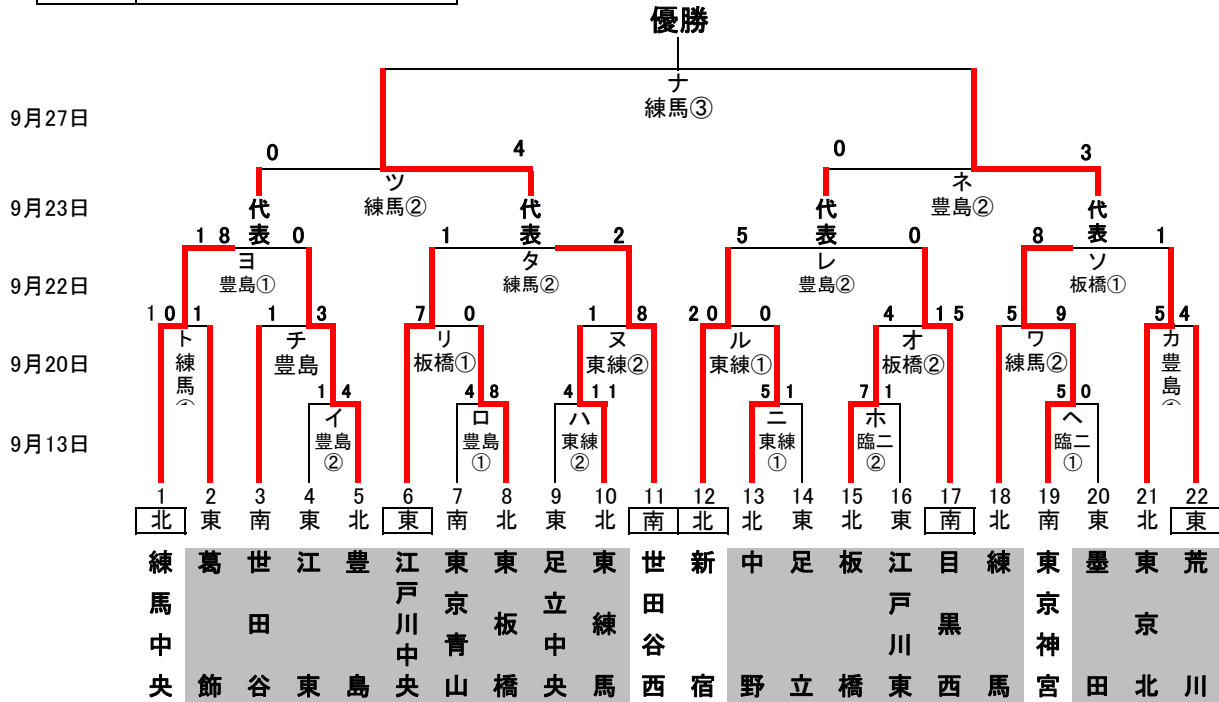 優勝
ナ
練馬③
9月27日
0 4 0 3
ツ ネ
練馬② 豊島②
9月23日
代表 代表 代表 代表
18 0 1 2 5 0 8 1
ヨ タ レ ソ
豊島① 練馬② 豊島② 板橋①
9月22日
10 1 1 3 7 0 1 8 20 0 4 15 5 9 5 4
ト チ リ ヌ ル オ ワ カ
練馬 豊島 板橋① 東練② 東練① 板橋② 練馬② 豊島
9月20日
1 4 4 8 4 11 5 1 7 1 5 0
イ ロ ハ ニ ホ ヘ
豊島② 豊島① 東練② 東練① 臨二② 臨二①
9月13日
1 2 3 4 5 6 7 8 9 10 11 12 13 14 15 16 17 18 19 20 21 22
北 東 南 東 北 東 南 北 東 北 南 北 北 東 北 東 南 北 南 東 北 東
練馬中央
葛飾
世田谷
江東
豊島
江戸川中央
東京青山
東板橋
足立中央
東練馬
世田谷西
新宿
中野
足立
板橋
江戸川東
目黒西
練馬
東京神宮
墨田
東京北
荒川